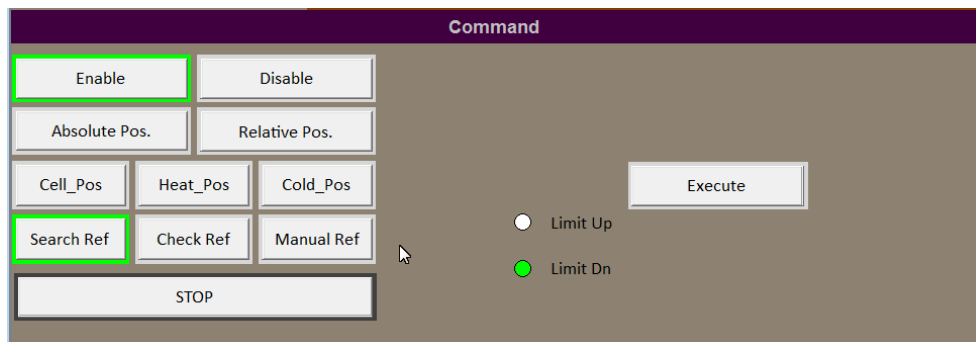 Command
Enable Disable
Absolute Pos. Relative Pos.
Cell_Pos Heat_Pos Cold_Pos
Execute
Search Ref Check Ref Manual Ref
Limit Up
Limit Dn
STOP